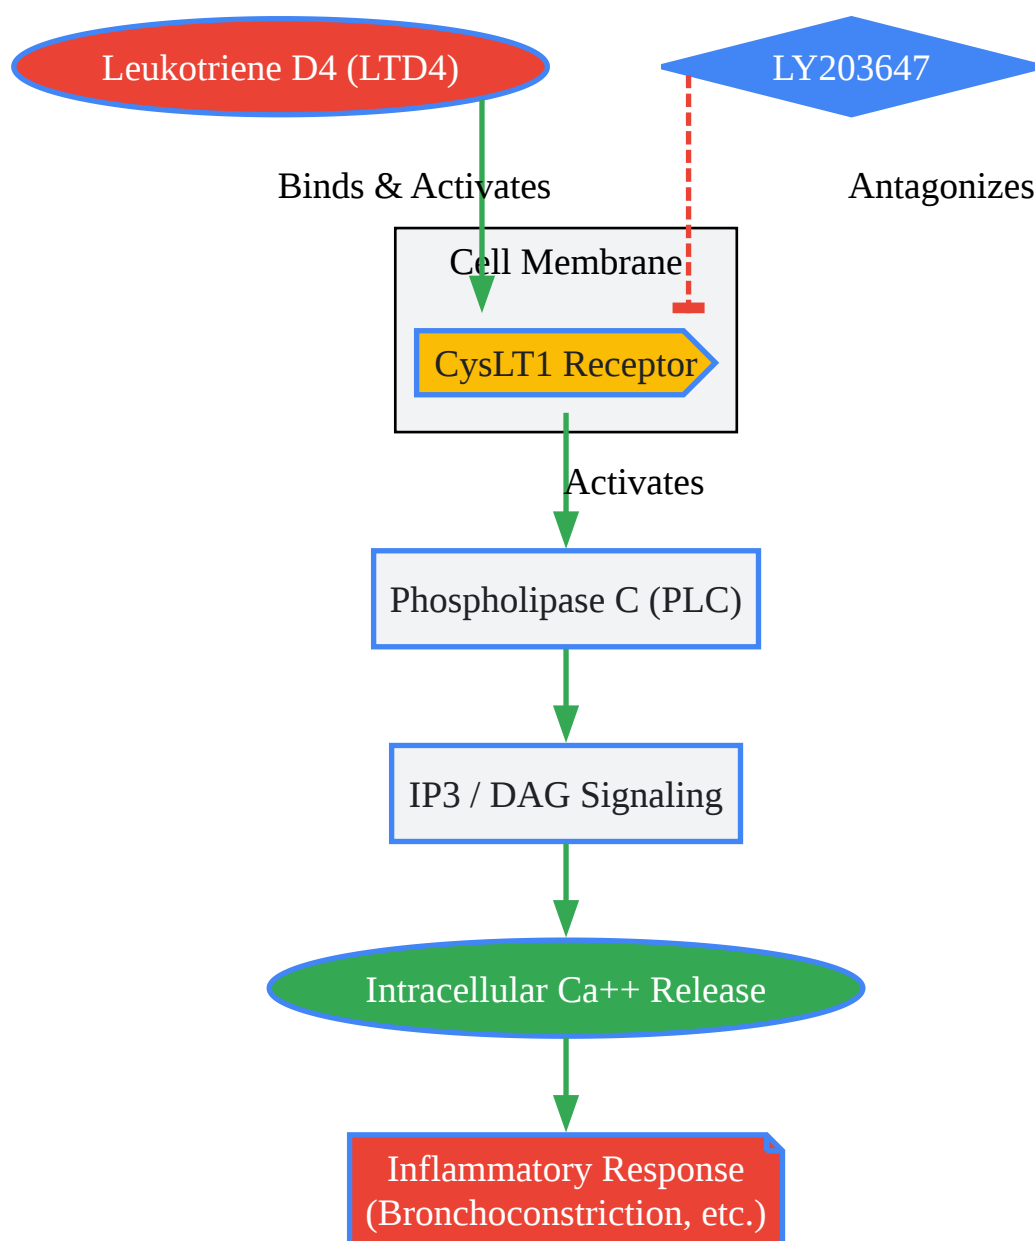 Leukotriene D4 (LTD4)
LY203647
Binds & Activates
Antagonizes
Cell Membrane
CysLT1 Receptor
Activates
Phospholipase C (PLC)
IP3 / DAG Signaling
Intracellular Ca++ Release
Inflammatory Response
(Bronchoconstriction, etc.)